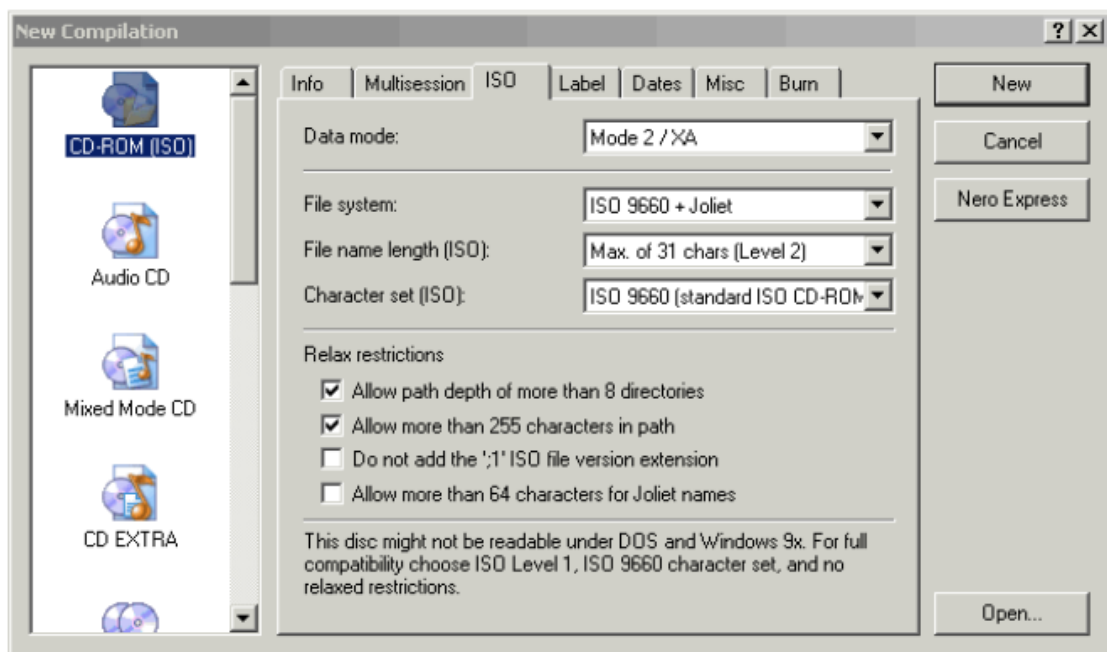 New Compilation
CD-ROM (ISO)
Audio CD
Mixed Mode CD
CD EXTRA
Info Multisession ISO Label Dates Misc Burn
Data mode: Mode 2 / XA
File system: ISO 9660 + Joliet
File name length (ISO): Max. of 31 chars (Level 2)
Character set (ISO): ISO 9660 (standard ISO CD-ROM
Relax restrictions
Allow path depth of more than 8 directories
Allow more than 255 characters in path
Do not add the ';1' ISO file version extension
Allow more than 64 characters for Joliet names
This disc might not be readable under DOS and Windows 9x. For full
compatibility choose ISO Level 1, ISO 9660 character set, and no
relaxed restrictions.
New
Cancel
Nero Express
Open...